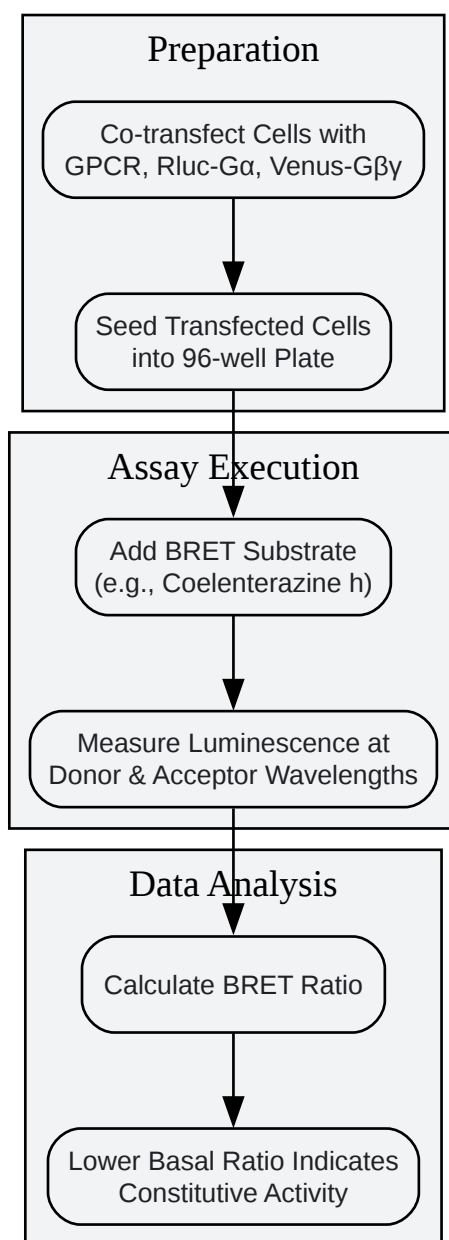 Preparation
Co-transfect Cells with
GPCR, Rluc-Gα, Venus-Gβγ
Seed Transfected Cells
into 96-well Plate
Assay Execution
Add BRET Substrate
(e.g., Coelenterazine h)
Measure Luminescence at
Donor & Acceptor Wavelengths
Data Analysis
Calculate BRET Ratio
Lower Basal Ratio Indicates
Constitutive Activity